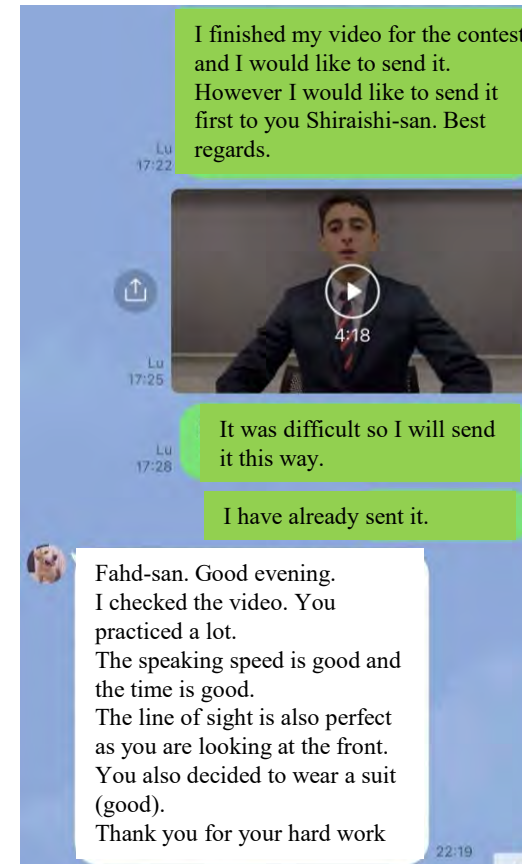 I finished my video for the contest
and I would like to send it.
However I would like to send it
first to you Shiraishi-san. Best
regards.
Lu
17:22
4:18
Lu
17:25
It was difficult so I will send
it this way.
Lu
17:28
I have already sent it.
Fahd-san. Good evening.
I checked the video. You
practiced a lot.
The speaking speed is good and
the time is good.
The line of sight is also perfect
as you are looking at the front.
You also decided to wear a suit
(good).
Thank you for your hard work
22:19